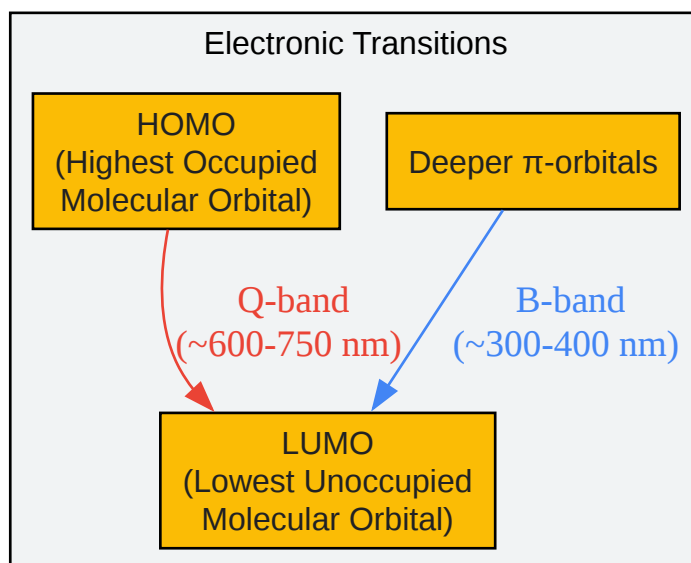 Electronic Transitions
HOMO
(Highest Occupied
Molecular Orbital)
Deeper π-orbitals
Q-band
(~600-750 nm)
B-band
(~300-400 nm)
LUMO
(Lowest Unoccupied
Molecular Orbital)